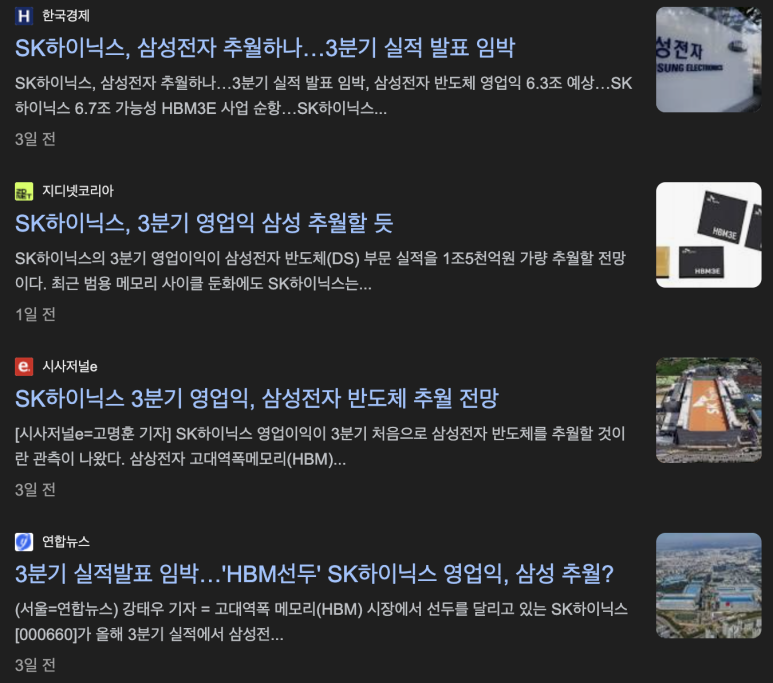 한국경제
SK하이닉스, 삼성전자 추월하나…3분기 실적 발표 임박
SK하이닉스, 삼성전자 추월하나…3분기 실적 발표 임박, 삼성전자 반도체 영업익 6.3조 예상…SK
하이닉스 6.7조 가능성 HBM3E 사업 순항…SK하이닉스...
3일 전
성전자
SUNG ELECTRONICS
지디넷코리아
SK하이닉스, 3분기 영업익 삼성 추월할 듯
SK하이닉스의 3분기 영업이익이 삼성전자 반도체(DS) 부문 실적을 1조5천억원 가량 추월할 전망
이다. 최근 범용 메모리 사이클 둔화에도 SK하이닉스는...
1일 전
HBM3E
HBM3E
시사저널e
SK하이닉스 3분기 영업익, 삼성전자 반도체 추월 전망
[시사저널e=고명훈 기자] SK하이닉스 영업이익이 3분기 처음으로 삼성전자 반도체를 추월할 것이
란 관측이 나왔다. 삼상전자 고대역폭메모리(HBM)...
3일 전
SK
연합뉴스
3분기 실적발표 임박…'HBM선두' SK하이닉스 영업익, 삼성 추월?
(서울=연합뉴스) 강태우 기자 = 고대역폭 메모리(HBM) 시장에서 선두를 달리고 있는 SK하이닉스
[000660]가 올해 3분기 실적에서 삼성전...
3일 전